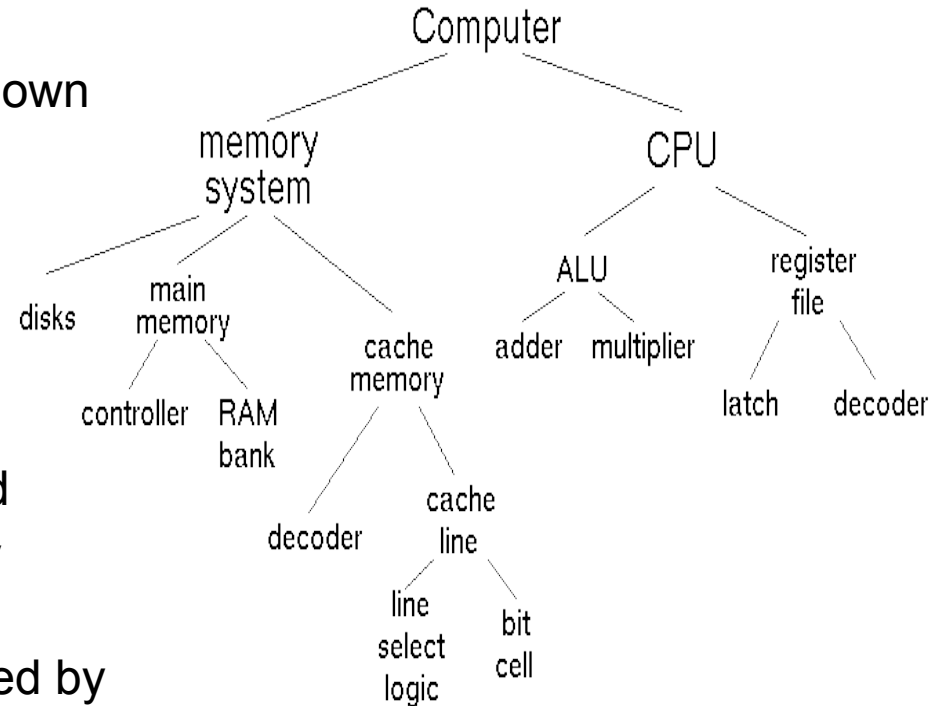 Computer
own
memory
system
CPU
disks
main
memory
controller
RAM
bank
cache
memory
decoder
cache
line
line
select
logic
bit
cell
ALU
adder
multiplier
register
file
latch
decoder
ed by